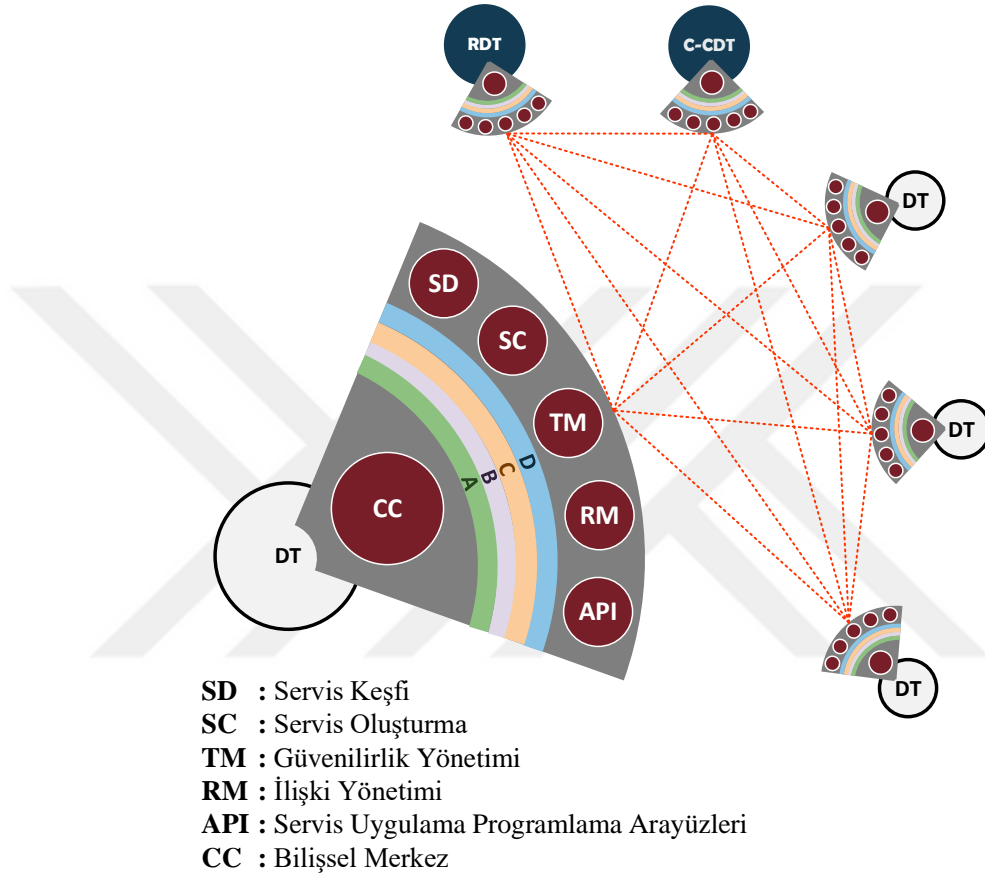 RDT
C-CDT
DT
SD
SC
TM
DT
A
B
C
D
CC
RM
DT
API
DT
SD : Servis Keşfi
SC : Servis Oluşturma
TM : Güvenilirlik Yönetimi
RM : İlişki Yönetimi
API : Servis Uygulama Programlama Arayüzleri
CC : Bilişsel Merkez
DT